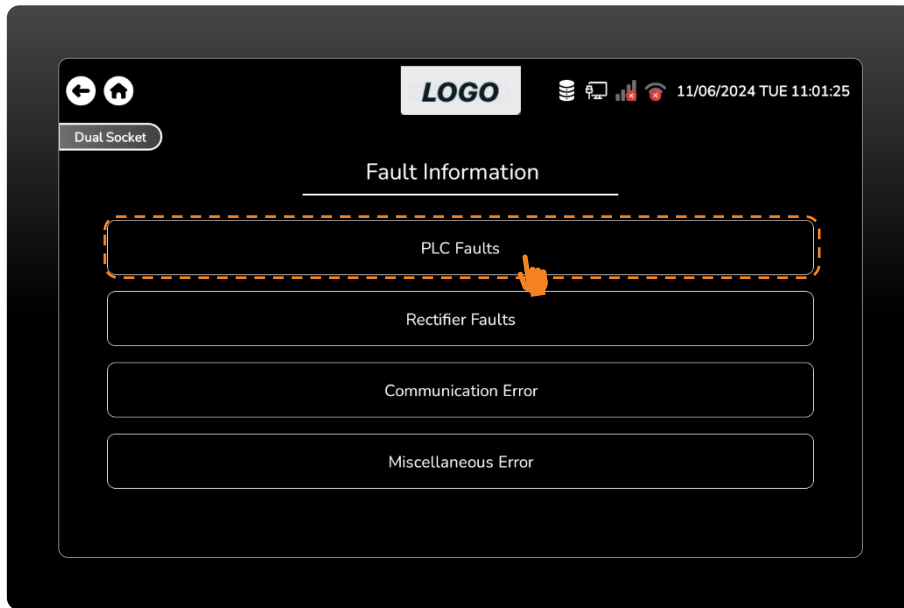 LOGO
11/06/2024 TUE 11:01:25
Dual Socket
Fault Information
PLC Faults
Rectifier Faults
Communication Error
Miscellaneous Error